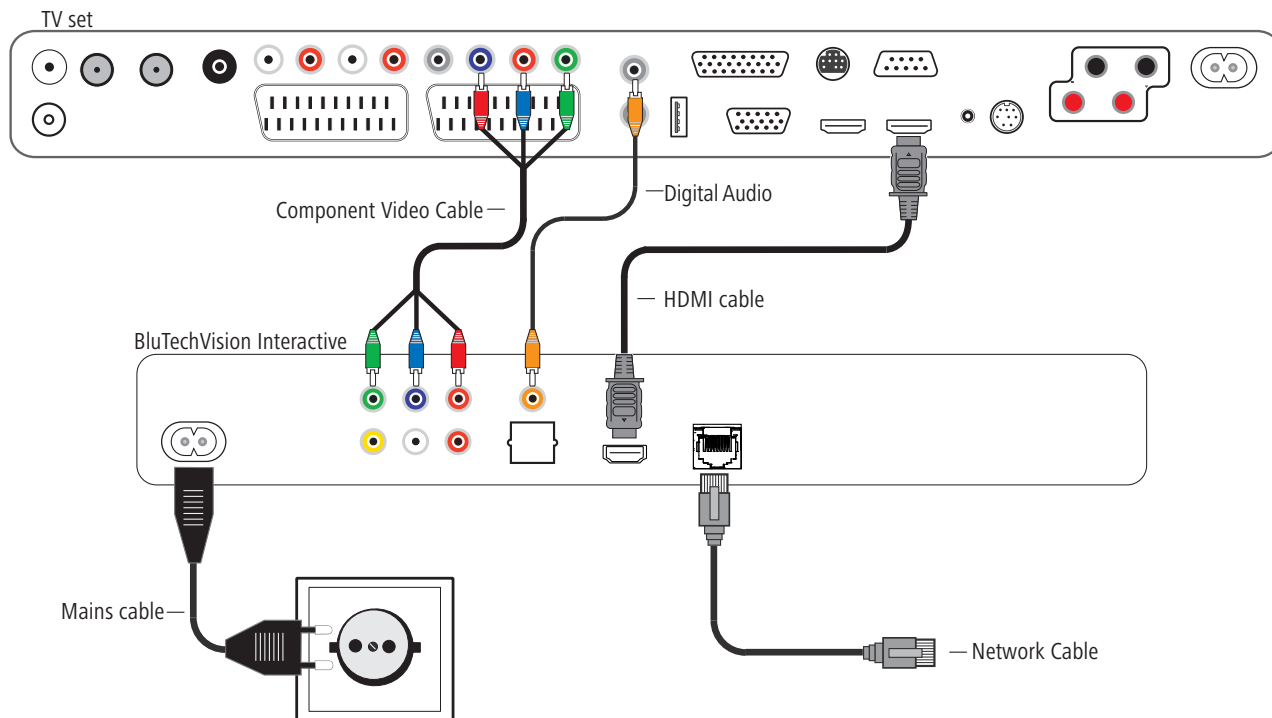 TV set
Component Video Cable
Digital Audio
HDMI cable
BluTechVision Interactive
Mains cable
Network Cable